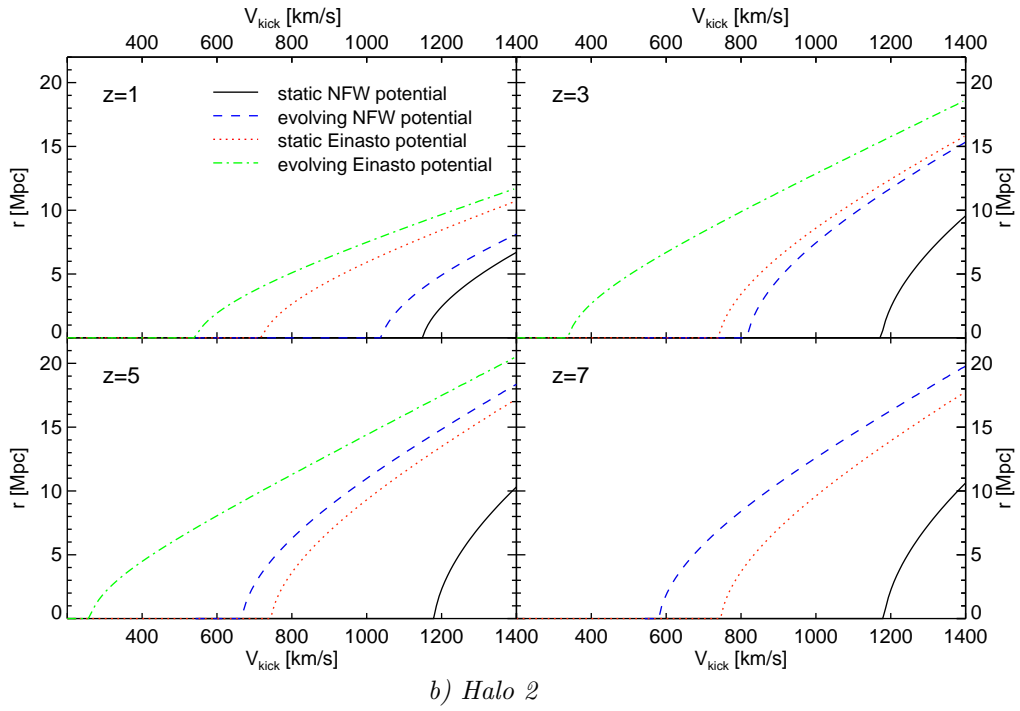 V_kick [km/s] V_kick [km/s]
400 600 800 1000 1200 1400 400 600 800 1000 1200 1400
z=1 z=3
static NFW potential
evolving NFW potential
static Einasto potential
evolving Einasto potential
20 20
15 15
r [Mpc] r [Mpc]
10 10
5 5
0 0
z=5 z=7
20 20
15 15
r [Mpc] r [Mpc]
10 10
5 5
0 0
400 600 800 1000 1200 1400 400 600 800 1000 1200 1400
V_kick [km/s] V_kick [km/s]
b) Halo 2